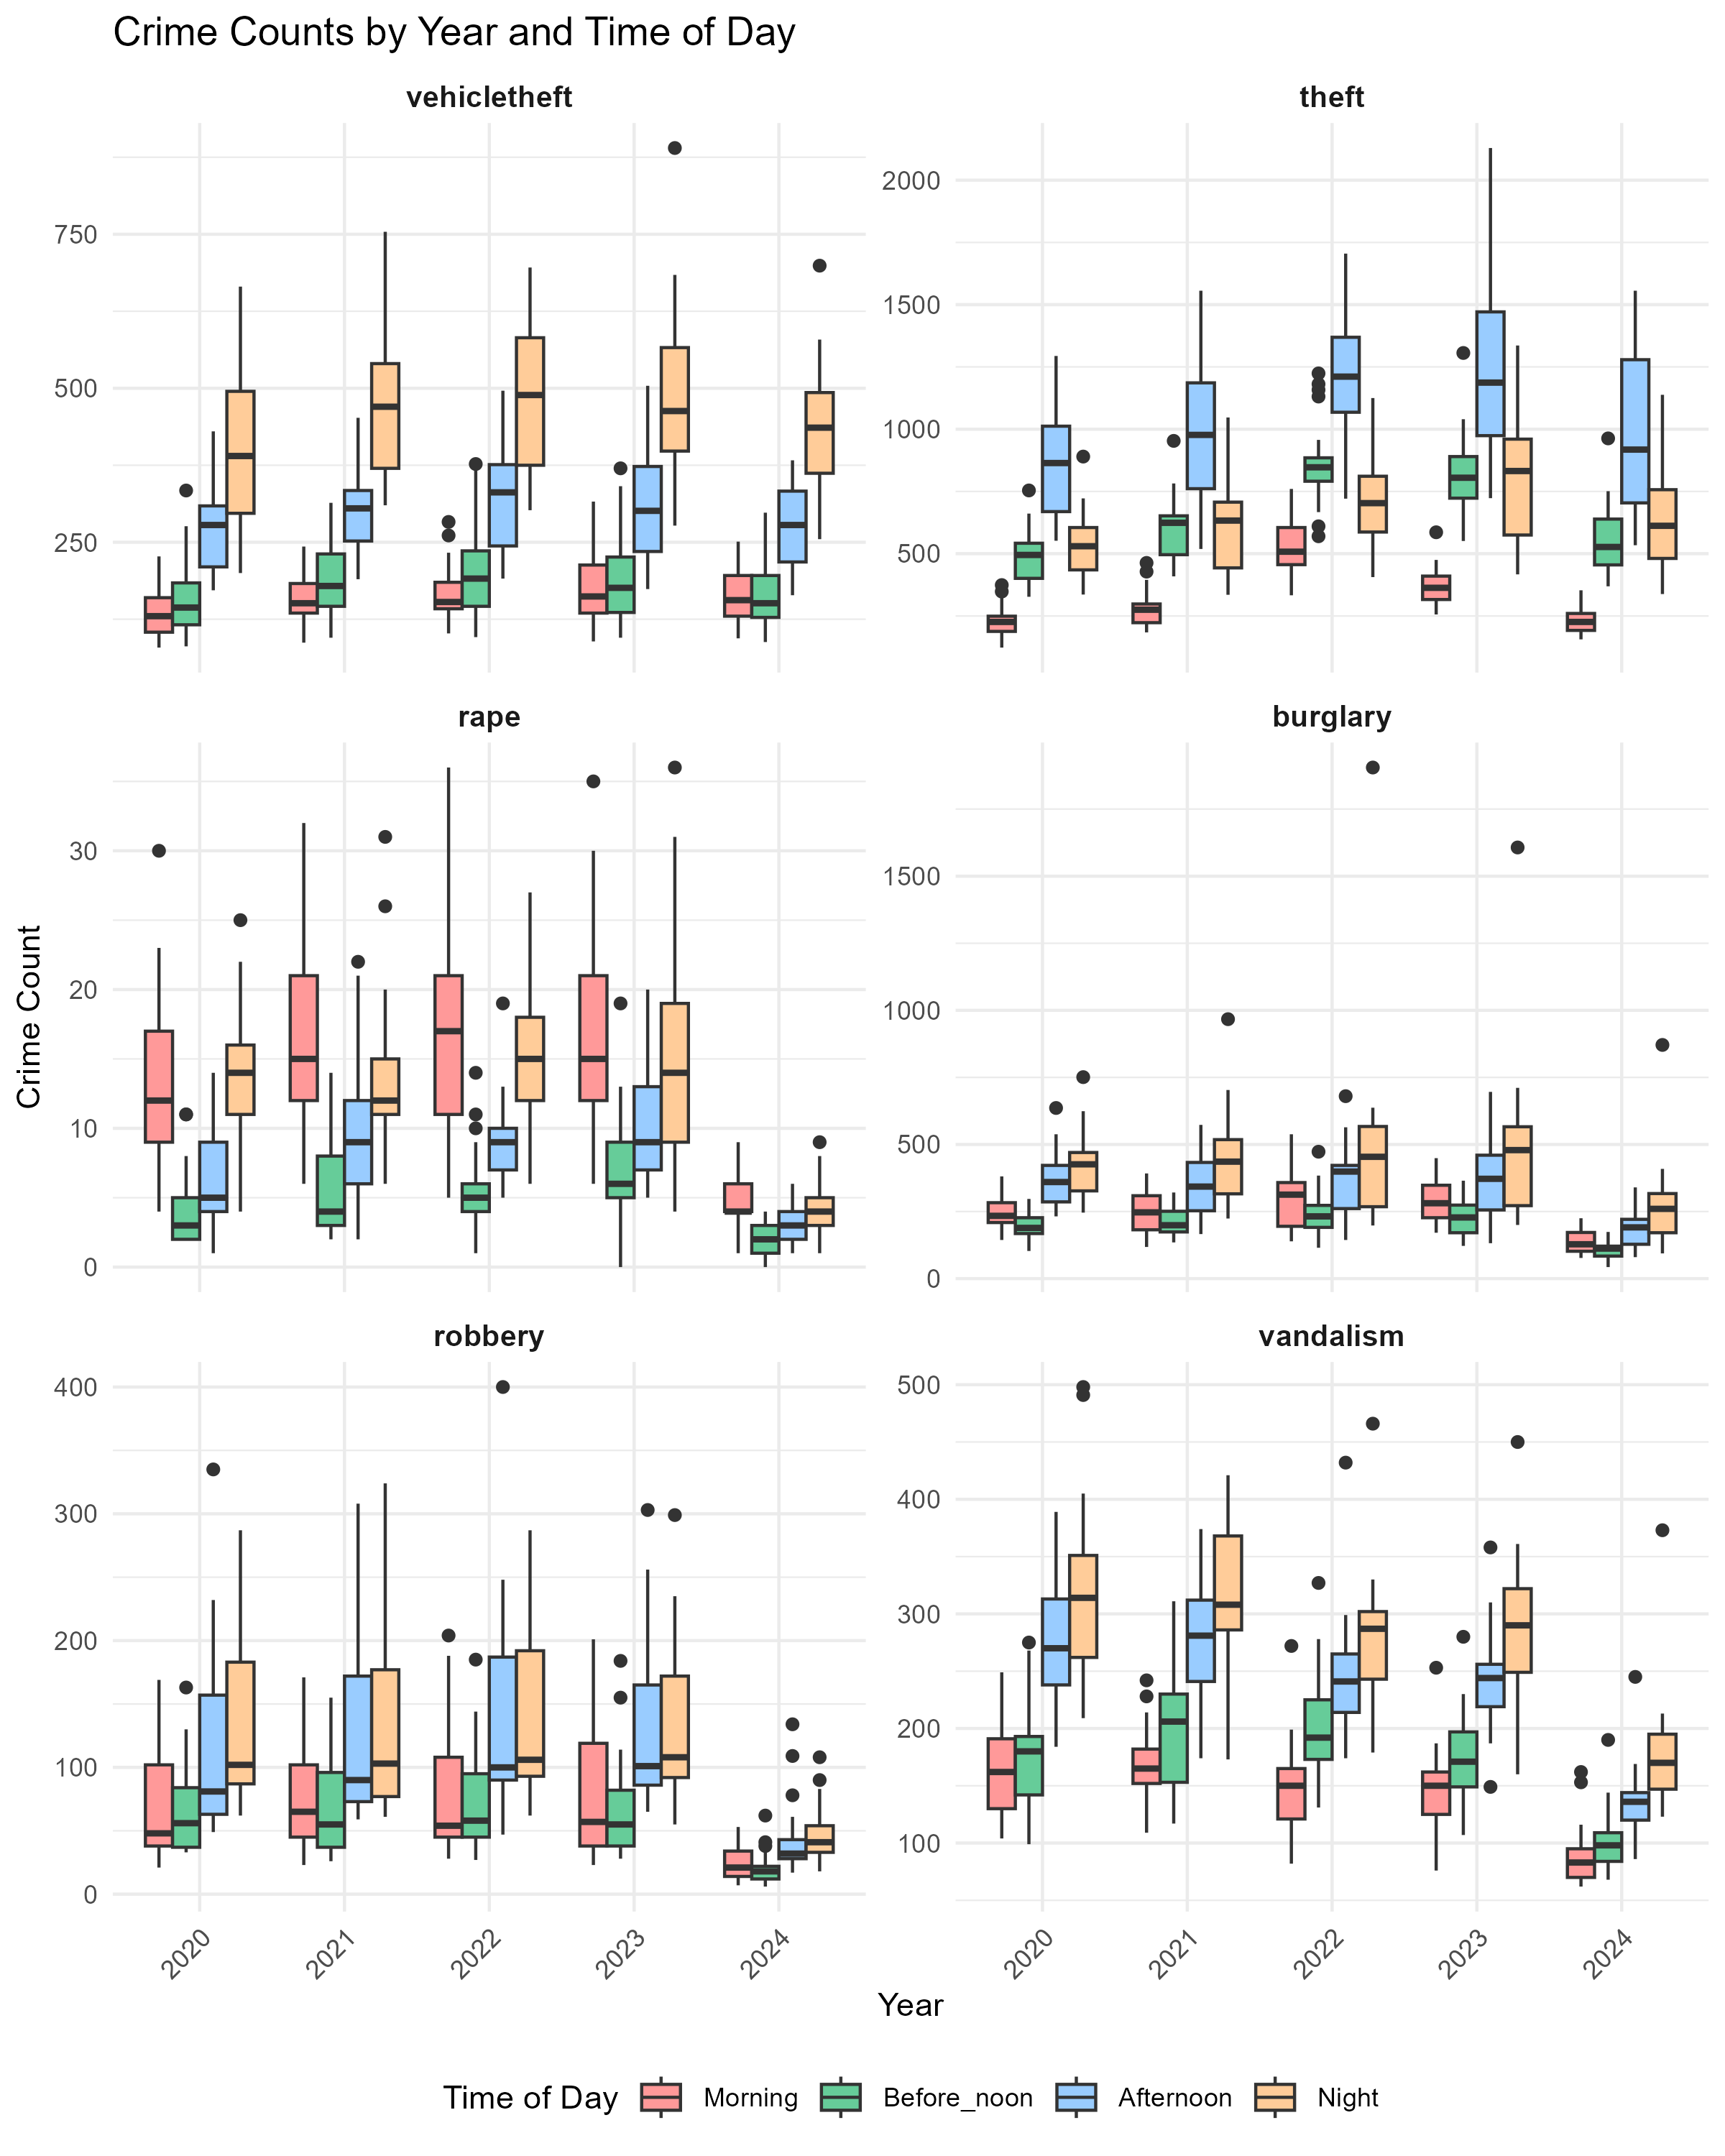 Crime Counts by Year and Time of Day
vehicletheft
theft
750
500
250
2000
1500
1000
500
rape
burglary
30
20
10
0
1500
1000
500
0
Crime Count
robbery
vandalism
400
300
200
100
0
500
400
300
200
100
2020
2021
2022
2023
2024
2020
2021
2022
2023
2024
Year
Time of Day
Morning
Before_noon
Afternoon
Night